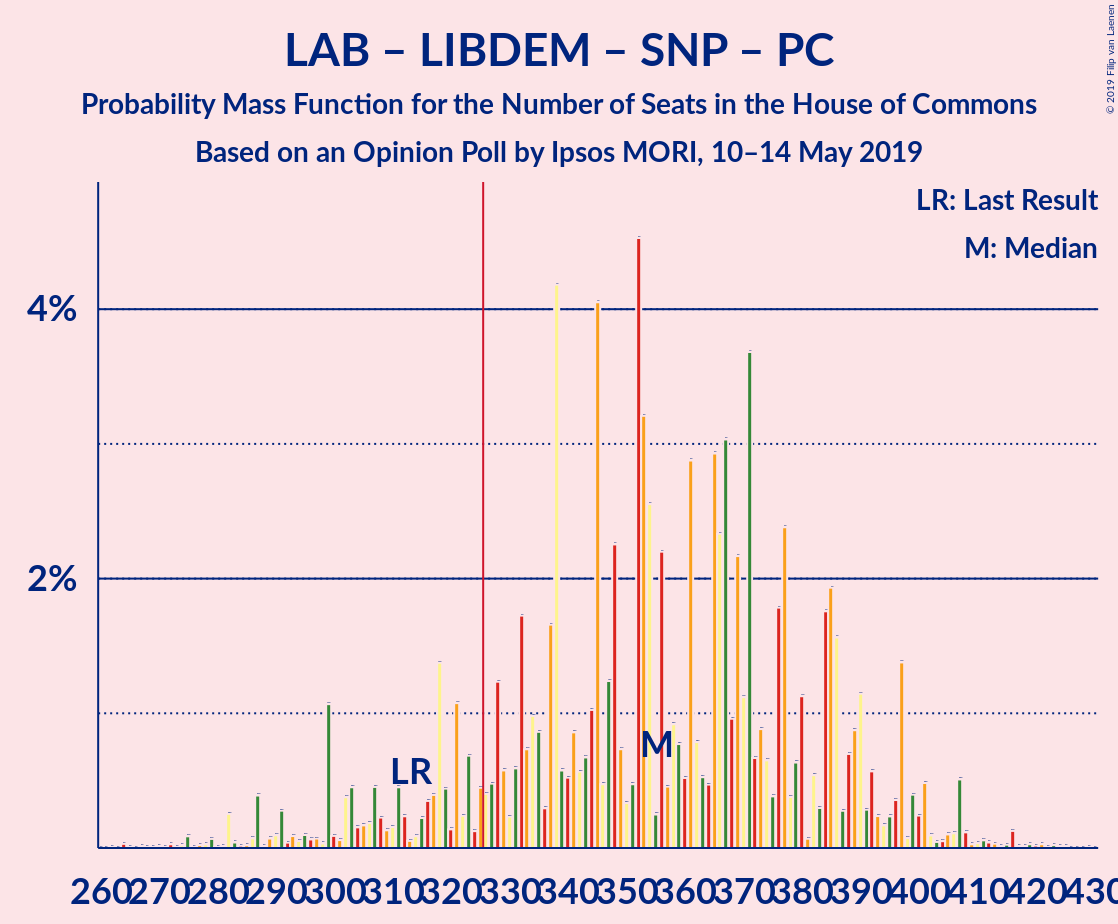 LAB – LIBDEM – SNP – PC
Probability Mass Function for the Number of Seats in the House of Commons
Based on an Opinion Poll by Ipsos MORI, 10–14 May 2019
© 2019 Filip van Laenen
LR: Last Result
M: Median
4%
2%
LR
M
260 270 280 290 300 310 320 330 340 350 360 370 380 390 400 410 420 430